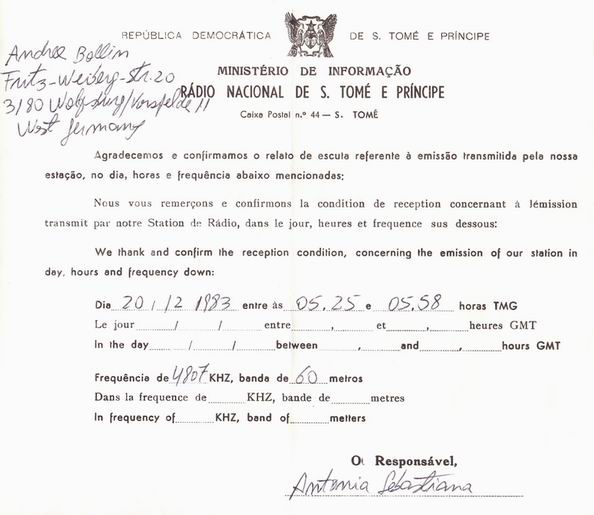 REPÚBLICA DEMOCRÁTICA DE S. TOMÉ E PRÍNCIPE
MINISTÉRIO DE INFORMAÇÃO
RÁDIO NACIONAL DE S. TOMÉ E PRÍNCIPE
Caixa Postal n.º 44 — S. TOMÉ
Andrea Bollin
Fritz-Weiberg-Str. 20
3180 Wolfsburg/Vorsfelde 11
West Germany
Agradecemos e confirmamos o relato de escuta referente à emissão transmitida pela nossa
estação, no dia, horas e frequência abaixo mencionadas:
Nous vous remerçons e confirmons la condition de reception concernant à lémission
transmit par notre Station de Rádio, dans le jour, heures et frequence sus dessous:
We thank and confirm the reception condition, concerning the emission of our station in
day, hours and frequency down:
Dia 20/12 1983 entre às 05.25 e 05.58 horas TMG
Le jour / / entre , et , heures GMT
In the day / / between , and , hours GMT
Frequência de 4807 KHZ, banda de 60 metros
Dans la frequence de KHZ, bande de metres
In frequency of KHZ, band of metters
O Responsável,
Antonia Sebastiana